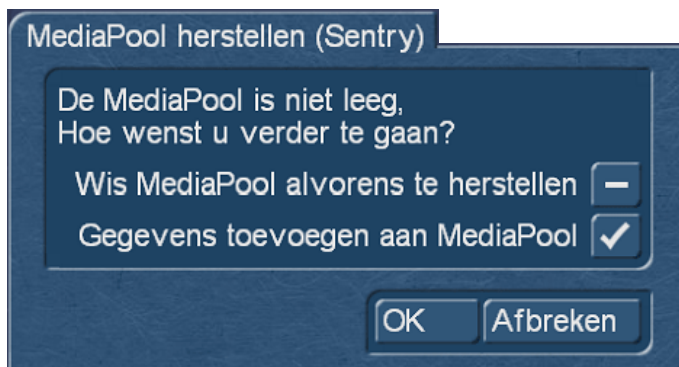 MediaPool herstellen (Sentry)
De MediaPool is niet leeg,
Hoe wenst u verder te gaan?
Wis MediaPool alvorens te herstellen
Gegevens toevoegen aan MediaPool
OK Afbreken